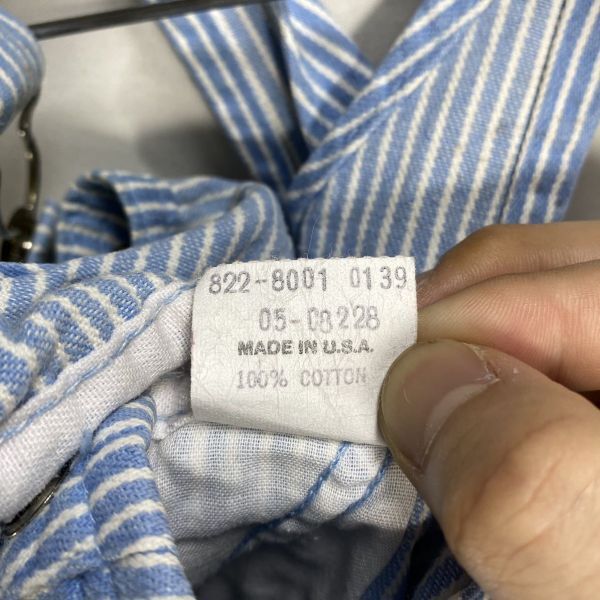 822-8001 0139
05-08228
MADE IN U.S.A.
100% COTTON